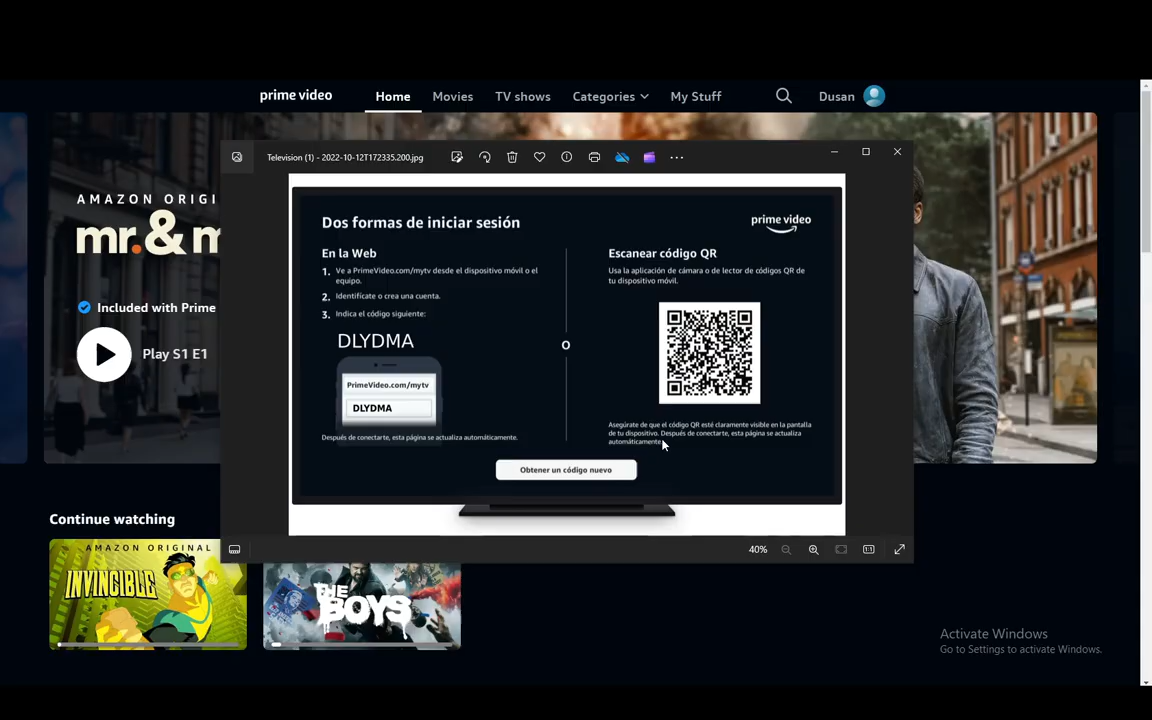 prime video
Home
Movies
TV shows
Categories
My Stuff
Dusan
Television (1) - 2022-10-12T172335.200.jpg
AMAZON ORIGI
mr.& m
Included with Prime
Play S1 E1
Dos formas de iniciar sesión
prime video
En la Web
1. Ve a PrimeVideo.com/mytv desde el dispositivo móvil o el
equipo.
2. Identifícate o crea una cuenta.
3. Indica el código siguiente:
DLYDMA
PrimeVideo.com/mytv
DLYDMA
Después de conectarte, esta página se actualiza automáticamente.
o
Escanear código QR
Usa la aplicación de cámara o de lector de códigos QR de
tu dispositivo móvil.
Asegúrate de que el código QR esté claramente visible en la pantalla
de tu dispositivo. Después de conectarte, esta página se actualiza
automáticamente.
Obtener un código nuevo
40%
1:1
Continue watching
AMAZON ORIGINAL
INVINCIBLE
THE
BOYS
Activate Windows
Go to Settings to activate Windows.